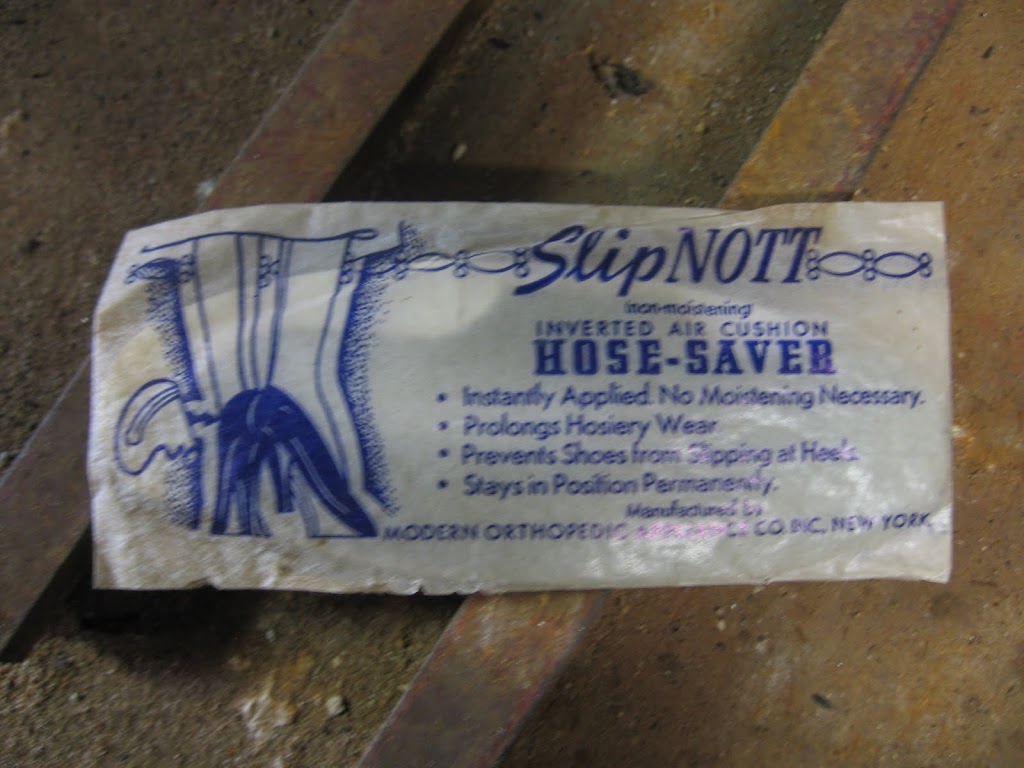 SlipNOTT
(non-moistening)
INVERTED AIR CUSHION
HOSE-SAVER
• Instantly Applied. No Moistening Necessary.
• Prolongs Hosiery Wear
• Prevents Shoes from Slipping at Heels.
• Stays in Position Permanently.
Manufactured by
MODERN ORTHOPEDIC APPLIANCE CO. INC. NEW YORK